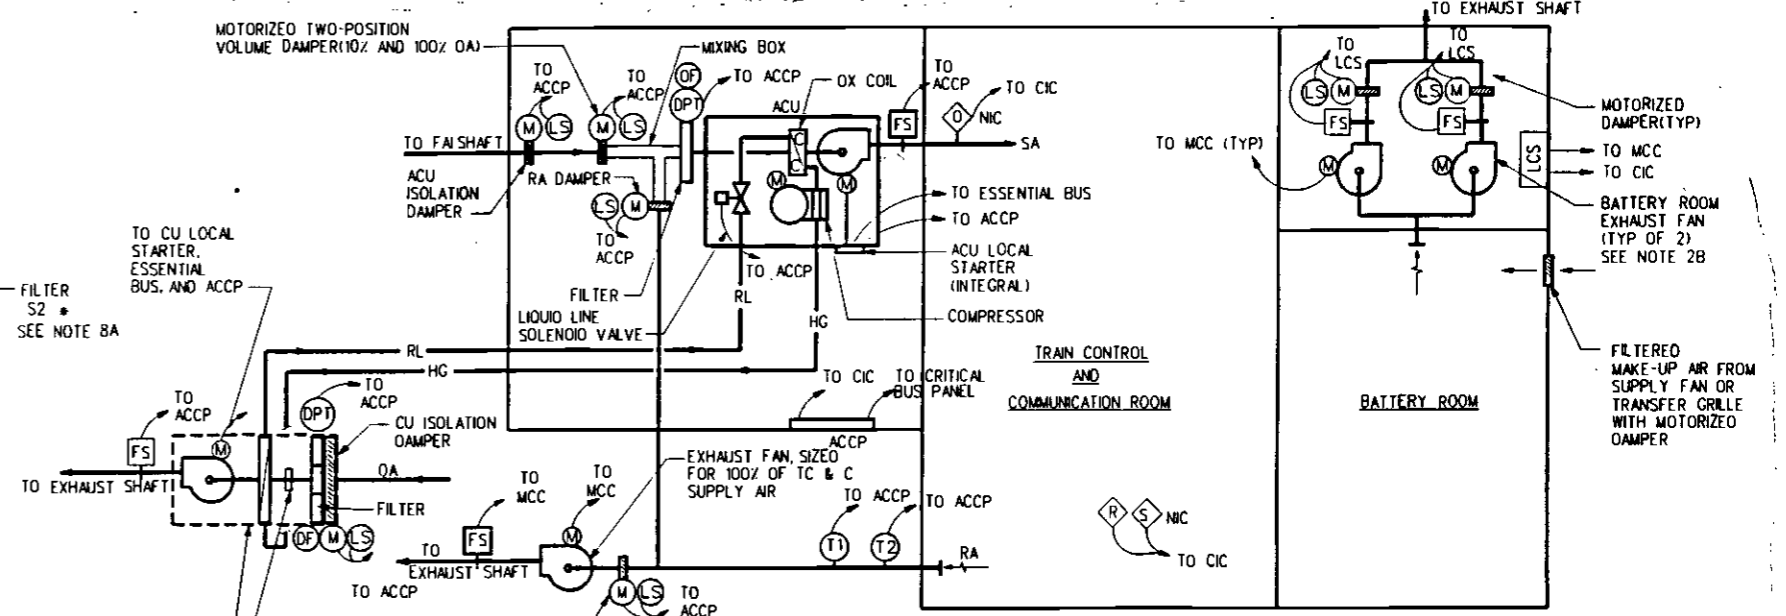 TO EXHAUST SHAFT
MOTORIZED TWO-POSITION
VOLUME DAMPER(10% AND 100% OA)
MIXING BOX
TO
ACCP
M
LS
TO
ACCP
M
LS
DF
DPT
TO ACCP
DX COIL
ACU
C
C
TO
ACCP
FS
TO CIC
D
NIC
SA
TO FAI SHAFT
ACU
ISOLATION
DAMPER
RA DAMPER
LS
M
TO
ACCP
M
M
TO ACCP
TO ESSENTIAL BUS
TO ACCP
ACU LOCAL
STARTER
(INTEGRAL)
FILTER
LIQUID LINE
SOLENOID VALVE
RL
HG
COMPRESSOR
TO
LCS
LS
M
FS
TO
LCS
LS
M
FS
MOTORIZED
DAMPER(TYP)
TO MCC (TYP)
M
M
LCS
TO MCC
TO CIC
BATTERY ROOM
EXHAUST FAN
(TYP OF 2)
SEE NOTE 2B
TO CU LOCAL
STARTER,
ESSENTIAL
BUS, AND ACCP
FILTER
S2 *
SEE NOTE 8A
RL
HG
TO CIC
TO CRITICAL
BUS PANEL
ACCP
TRAIN CONTROL
AND
COMMUNICATION ROOM
BATTERY ROOM
FILTERED
MAKE-UP AIR FROM
SUPPLY FAN OR
TRANSFER GRILLE
WITH MOTORIZED
DAMPER
TO
ACCP
FS
M
DPT
TO
ACCP
CU ISOLATION
DAMPER
OA
TO EXHAUST SHAFT
FILTER
DF
M
LS
TO ACCP
EXHAUST FAN, SIZED
FOR 100% OF TC & C
SUPPLY AIR
TO
MCC
FS
TO
MCC
M
TO
EXHAUST SHAFT
M
LS
TO
ACCP
TO ACCP
TO ACCP
T1
T2
RA
R
S
NIC
TO CIC